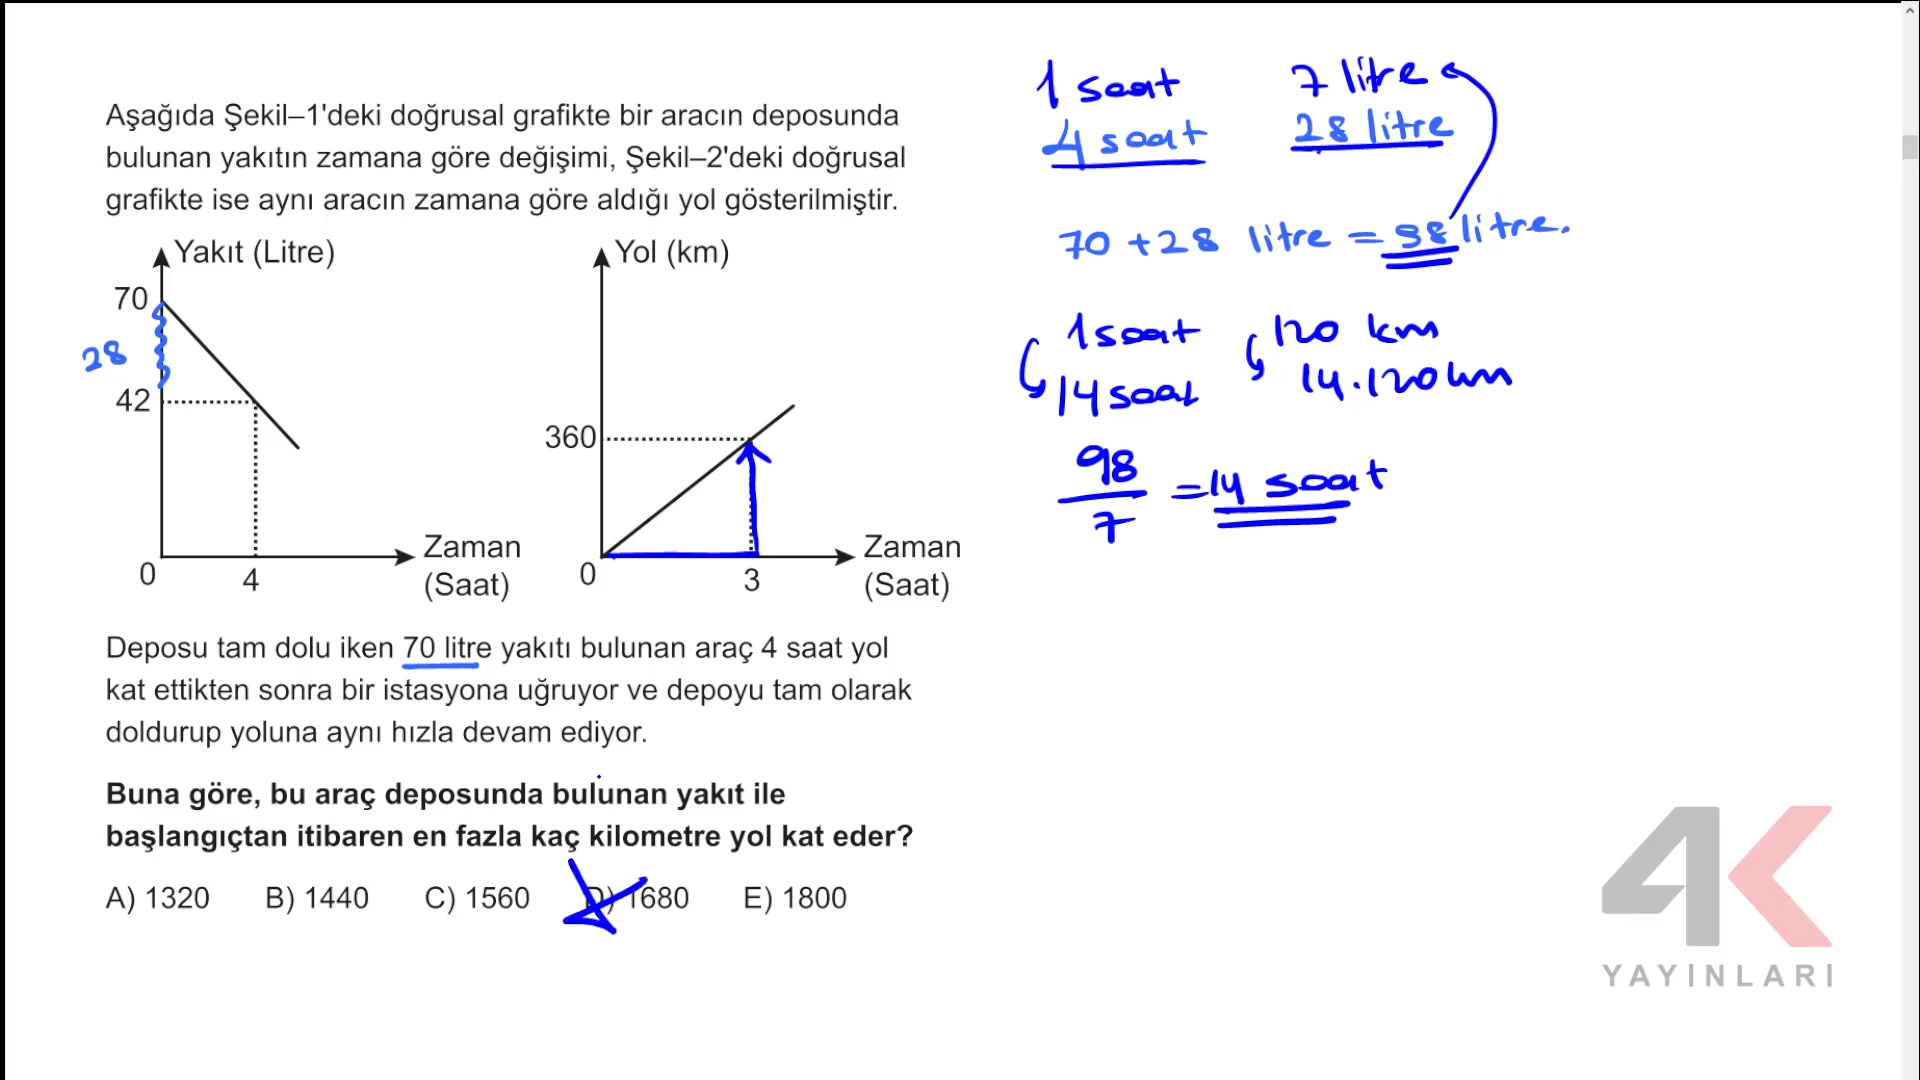 Aşağıda Şekil–1'deki doğrusal grafikte bir aracın deposunda
bulunan yakıtın zamana göre değişimi, Şekil–2'deki doğrusal
grafikte ise aynı aracın zamana göre aldığı yol gösterilmiştir.
Yakıt (Litre)
70
28
42
0
4
Zaman
(Saat)
Yol (km)
360
0
3
Zaman
(Saat)
Deposu tam dolu iken 70 litre yakıtı bulunan araç 4 saat yol
kat ettikten sonra bir istasyona uğruyor ve depoyu tam olarak
doldurup yoluna aynı hızla devam ediyor.
Buna göre, bu araç deposunda bulunan yakıt ile
başlangıçtan itibaren en fazla kaç kilometre yol kat eder?
A) 1320 B) 1440 C) 1560 D) 1680 E) 1800
1 saat 7 litre
4 saat 28 litre
70 + 28 litre = 98 litre.
1 saat 120 km
14 saat 14.120 km
98
7
= 14 saat
4K
YAYINLARI